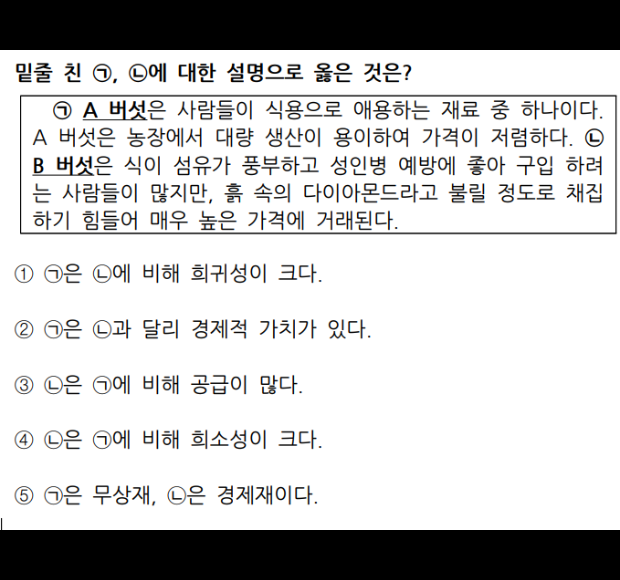 밑줄 친 ㉠, ㉡에 대한 설명으로 옳은 것은?
㉠ A 버섯은 사람들이 식용으로 애용하는 재료 중 하나이다.
A 버섯은 농장에서 대량 생산이 용이하여 가격이 저렴하다. ㉡
B 버섯은 식이 섬유가 풍부하고 성인병 예방에 좋아 구입 하려
는 사람들이 많지만, 흙 속의 다이아몬드라고 불릴 정도로 채집
하기 힘들어 매우 높은 가격에 거래된다.
① ㉠은 ㉡에 비해 희귀성이 크다.
② ㉠은 ㉡과 달리 경제적 가치가 있다.
③ ㉡은 ㉠에 비해 공급이 많다.
④ ㉡은 ㉠에 비해 희소성이 크다.
⑤ ㉠은 무상재, ㉡은 경제재이다.